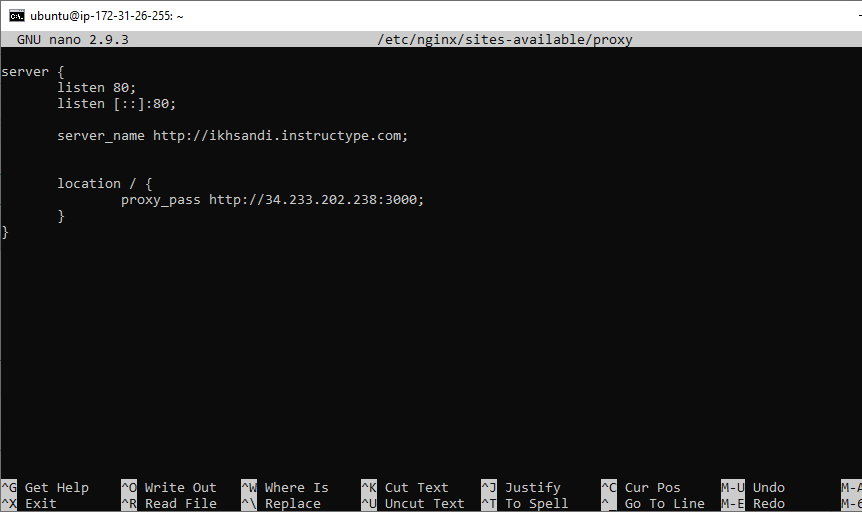 ubuntu@ip-172-31-26-255: ~
GNU nano 2.9.3 /etc/nginx/sites-available/proxy
server {
listen 80;
listen [::]:80;
server_name http://ikhsandi.instructype.com;
location / {
proxy_pass http://34.233.202.238:3000;
}
}
^G Get Help ^O Write Out ^W Where Is ^K Cut Text ^J Justify ^C Cur Pos M-U Undo
^X Exit ^R Read File ^\ Replace ^U Uncut Text ^T To Spell ^_ Go To Line M-E Redo